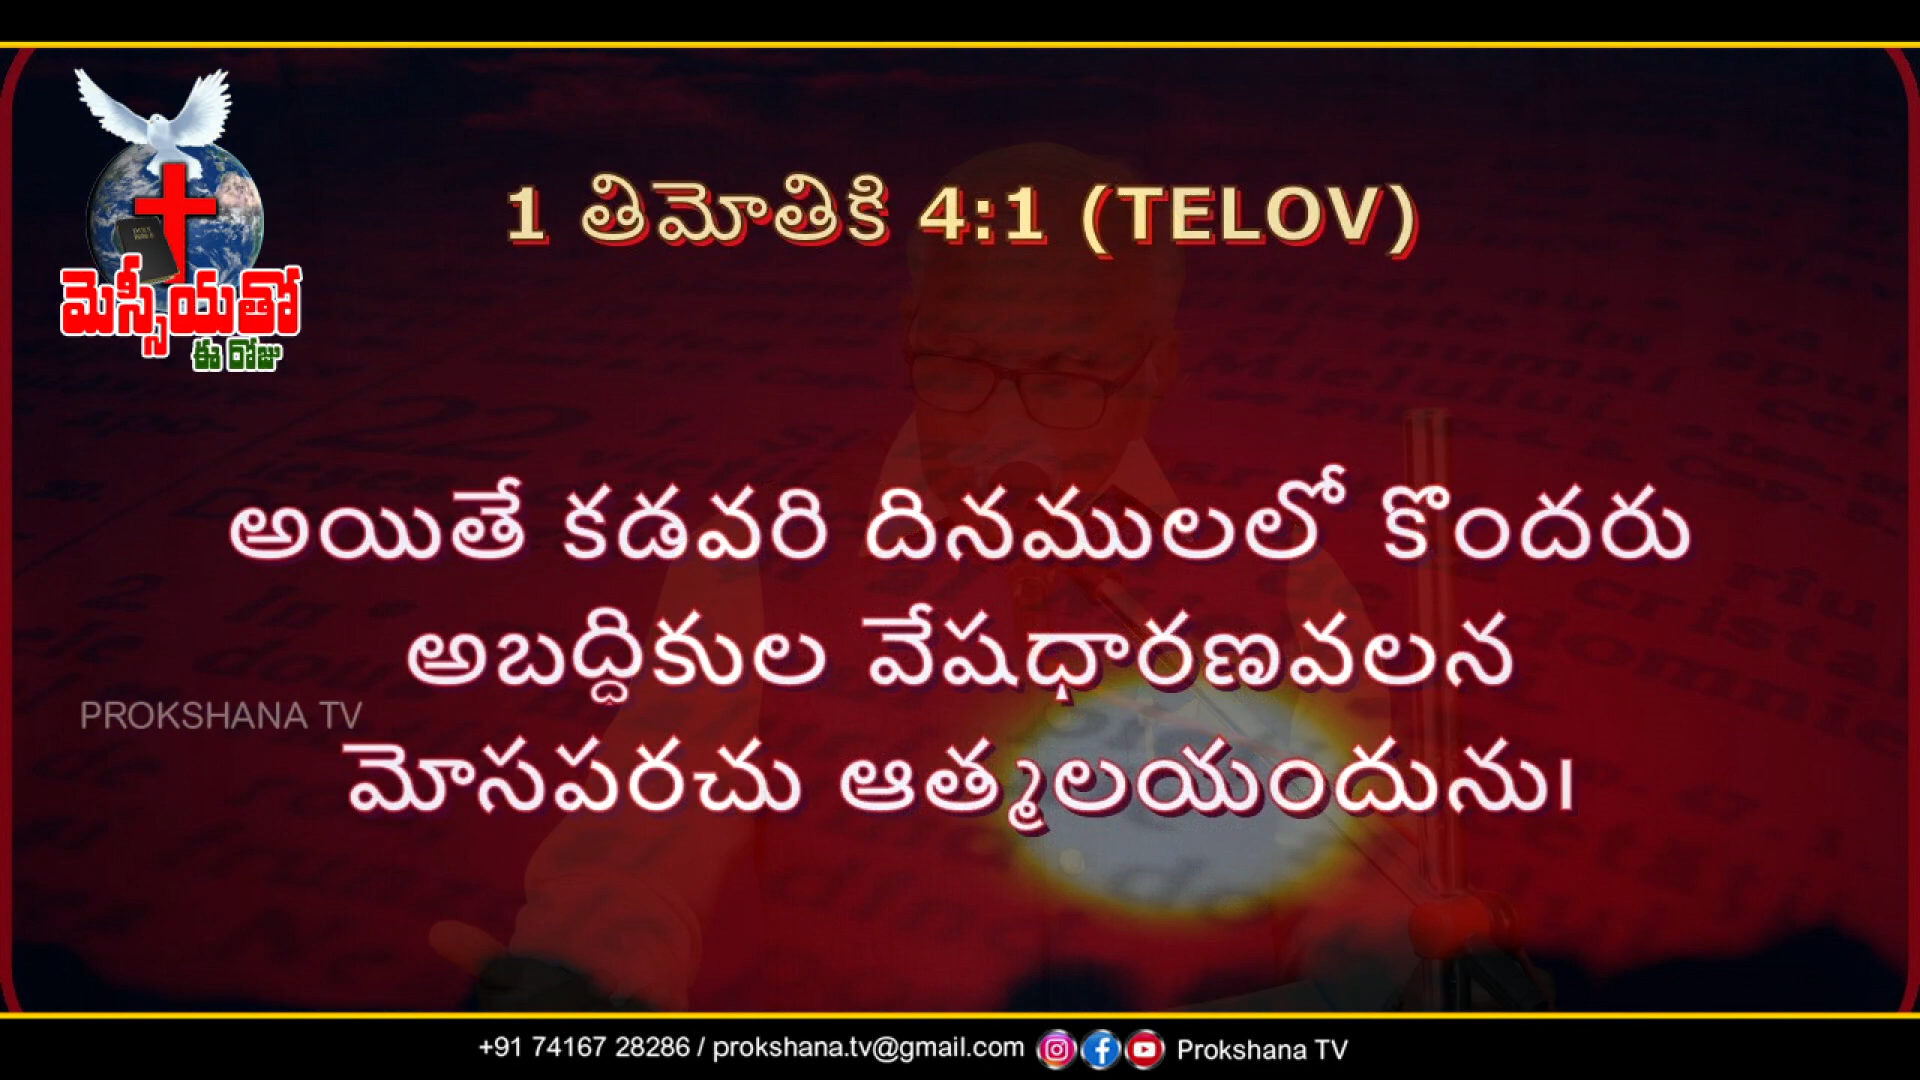 1 తిమోతికి 4:1 (TELOV)
మెస్సీయతో
ఈ రోజు
అయితే కడవరి దినములలో కొందరు
అబద్ధికుల వేషధారణవలన
మోసపరచు ఆత్మలయందును।
PROKSHANA TV
+91 74167 28286 / prokshana.tv@gmail.com Prokshana TV